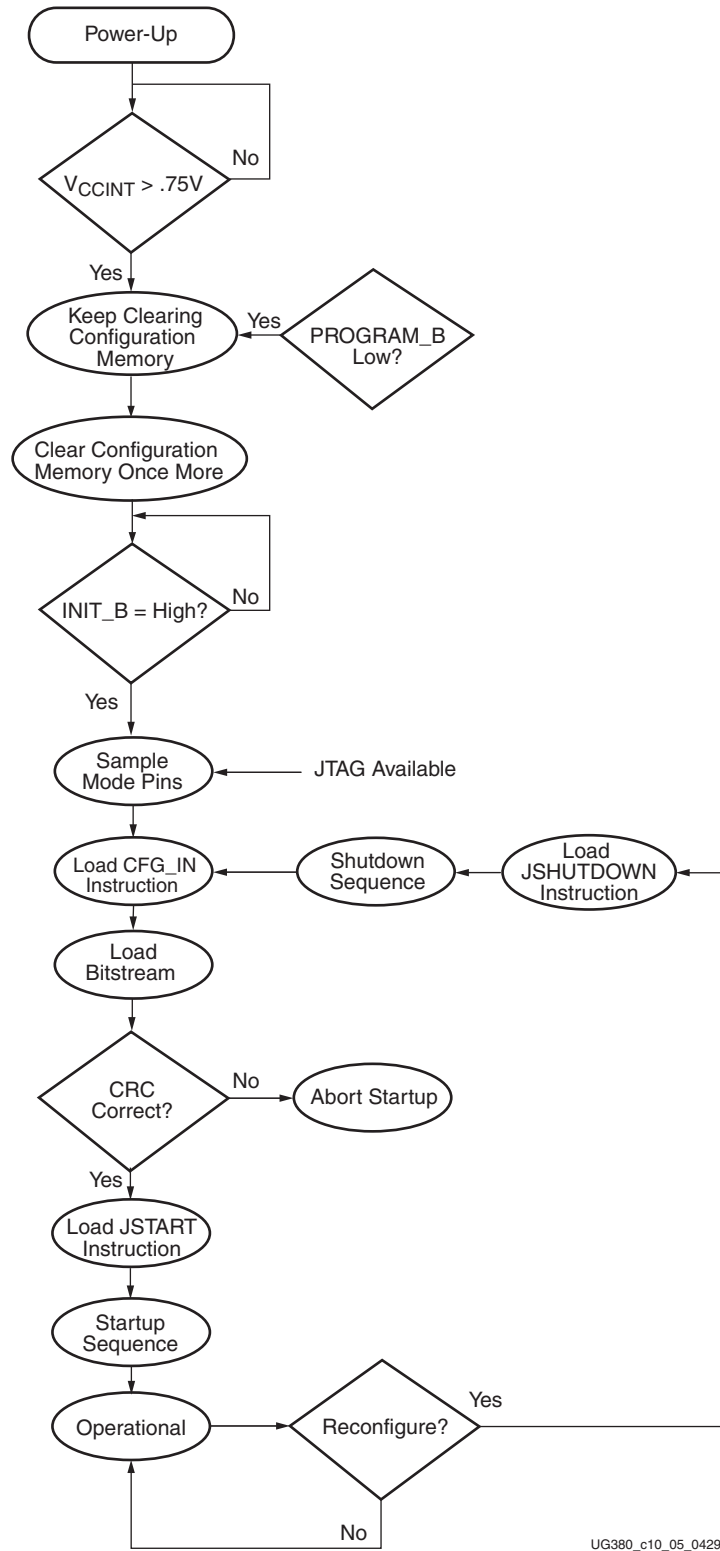 Power-Up
No
VCCINT > .75V
Yes
Keep Clearing
Configuration
Memory
Yes
PROGRAM_B
Low?
Clear Configuration
Memory Once More
No
INIT_B = High?
Yes
Sample
Mode Pins
JTAG Available
Load CFG_IN
Instruction
Shutdown
Sequence
Load
JSHUTDOWN
Instruction
Load
Bitstream
CRC
Correct?
No
Abort Startup
Yes
Load JSTART
Instruction
Startup
Sequence
Operational
Reconfigure?
Yes
No
UG380_c10_05_0429